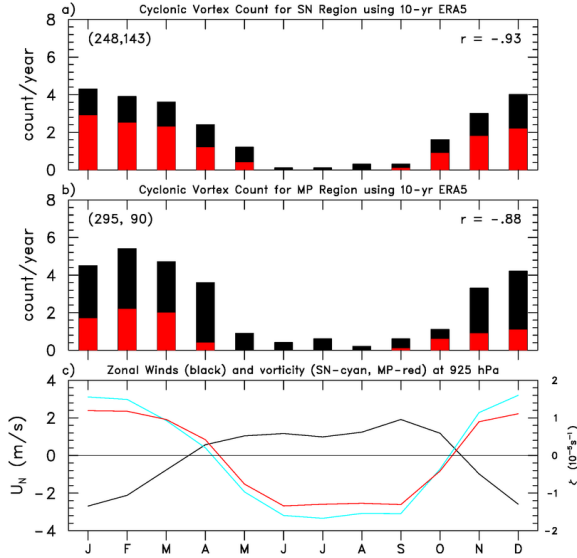 a) Cyclonic Vortex Count for SN Region using 10-yr ERA5
(248,143) r = -.93
count/year
8
6
4
2
0
b) Cyclonic Vortex Count for MP Region using 10-yr ERA5
(295, 90) r = -.88
count/year
8
6
4
2
0
c) Zonal Winds (black) and vorticity (SN-cyan, MP-red) at 925 hPa
U_N (m/s)
4
2
0
-2
-4
2
1
0
-1
-2
ζ (10⁻⁵s⁻¹)
J F M A M J J A S O N D